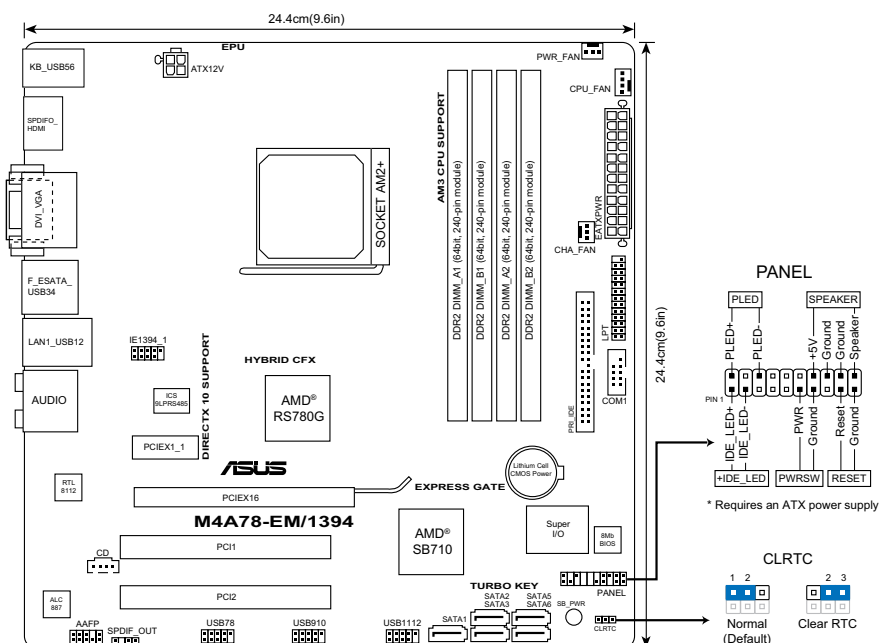 24.4cm(9.6in)
EPU
KB_USB56
ATX12V
PWR_FAN
CPU_FAN
SPDIFO_
HDMI
DVI_VGA
SOCKET AM2+
AM3 CPU SUPPORT
DDR2 DIMM_A1 (64bit, 240-pin module)
DDR2 DIMM_B1 (64bit, 240-pin module)
DDR2 DIMM_A2 (64bit, 240-pin module)
DDR2 DIMM_B2 (64bit, 240-pin module)
EATXPWR
CHA_FAN
F_ESATA_
USB34
LAN1_USB12
IE1394_1
HYBRID CFX
LPT
24.4cm(9.6in)
AUDIO
ICS
9LPRS485
DIRECTX 10 SUPPORT
AMD®
RS780G
PRI_IDE
COM1
PCIEX1_1
ASUS
RTL
8112
PCIEX16
EXPRESS GATE
Lithium Cell
CMOS Power
M4A78-EM/1394
CD
PCI1
AMD®
SB710
Super
I/O
8Mb
BIOS
ALC
887
PCI2
TURBO KEY
PANEL
AAFP
SPDIF_OUT
USB78
USB910
USB1112
SATA1
SATA2
SATA3
SATA5
SATA6
SB_PWR
CLRTC
PANEL
PLED
SPEAKER
PLED+
PLED-
+5V
Ground
Ground
Speaker-
PIN 1
IDE_LED+
IDE_LED-
PWR
Ground
Reset
Ground
+IDE_LED
PWRSW
RESET
* Requires an ATX power supply
CLRTC
1 2
2 3
Normal
(Default)
Clear RTC